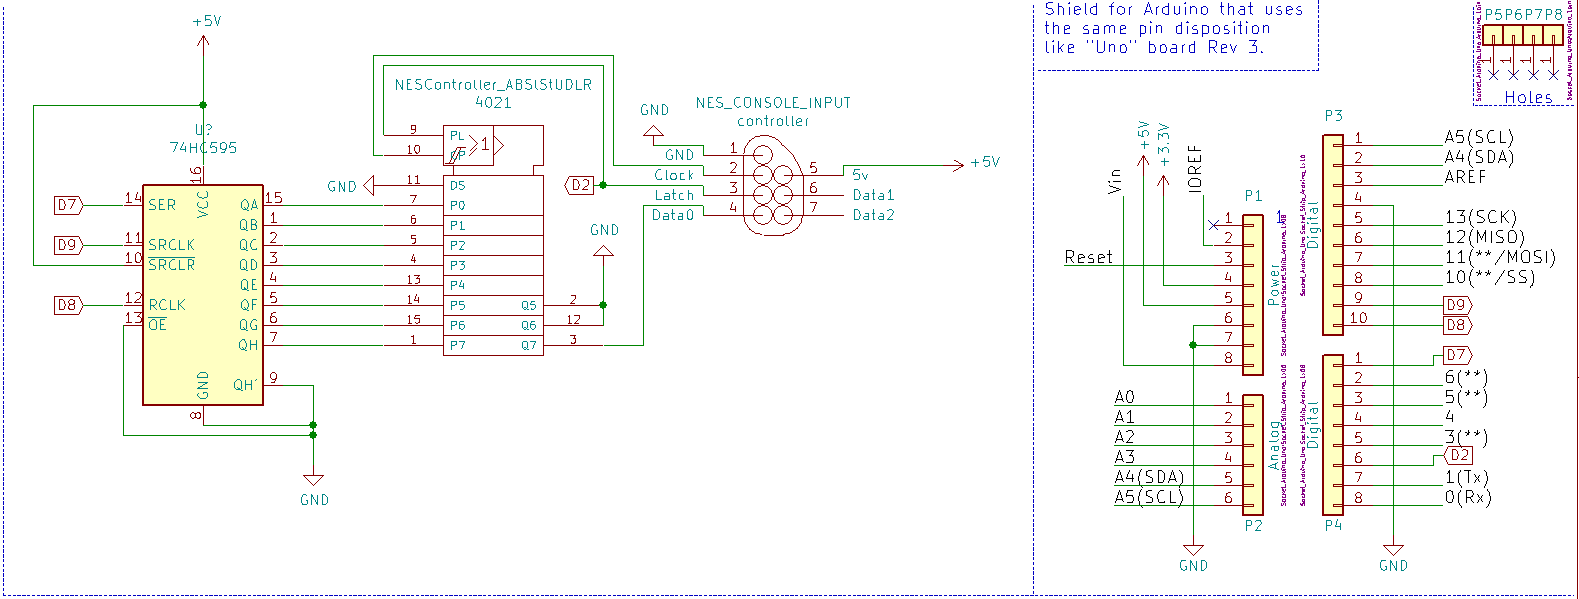 +5V
U?
74HC595
16
VCC
D7
14
SER
QA
15
QB
1
D9
11
SRCLK
QC
2
10
SRCLR
QD
3
QE
4
D8
12
RCLK
QF
5
13
OE
QG
6
QH
7
GND
QH'
9
8
GND
NESController_ABSlStUDLR
4021
9
PL
10
CP
≥1
GND
11
DS
7
P0
6
P1
5
P2
4
P3
13
P4
14
P5
Q5
2
15
P6
Q6
12
1
P7
Q7
3
D2
GND
GND
NES_CONSOLE_INPUT
controller
GND
1
Clock
2
Latch
3
Data0
4
5
5v
6
Data1
7
Data2
+5V
Shield for Arduino that uses
the same pin disposition
like "Uno" board Rev 3.
P5 P6 P7 P8
1 1 1 1
Holes
Vin
+5V
+3.3V
IOREF
P1
Reset
1
2
3
4
5
6
7
8
Power
A0
1
A1
2
A2
3
A3
4
A4(SDA)
5
A5(SCL)
6
Analog
P2
GND
P3
Digital
1
A5(SCL)
2
A4(SDA)
3
AREF
4
5
13(SCK)
6
12(MISO)
7
11(**/MOSI)
8
10(**/SS)
9
D9
10
D8
Digital
1
D7
2
6(**)
3
5(**)
4
4
5
3(**)
6
D2
7
1(Tx)
8
0(Rx)
P4
GND